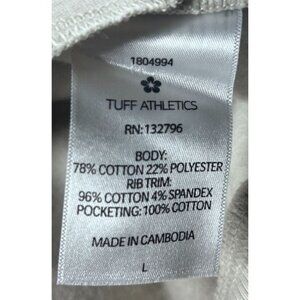 1804994
TUFF ATHLETICS
RN:132796
BODY:
78% COTTON 22% POLYESTER
RIB TRIM:
96% COTTON 4% SPANDEX
POCKETING: 100% COTTON
MADE IN CAMBODIA
L